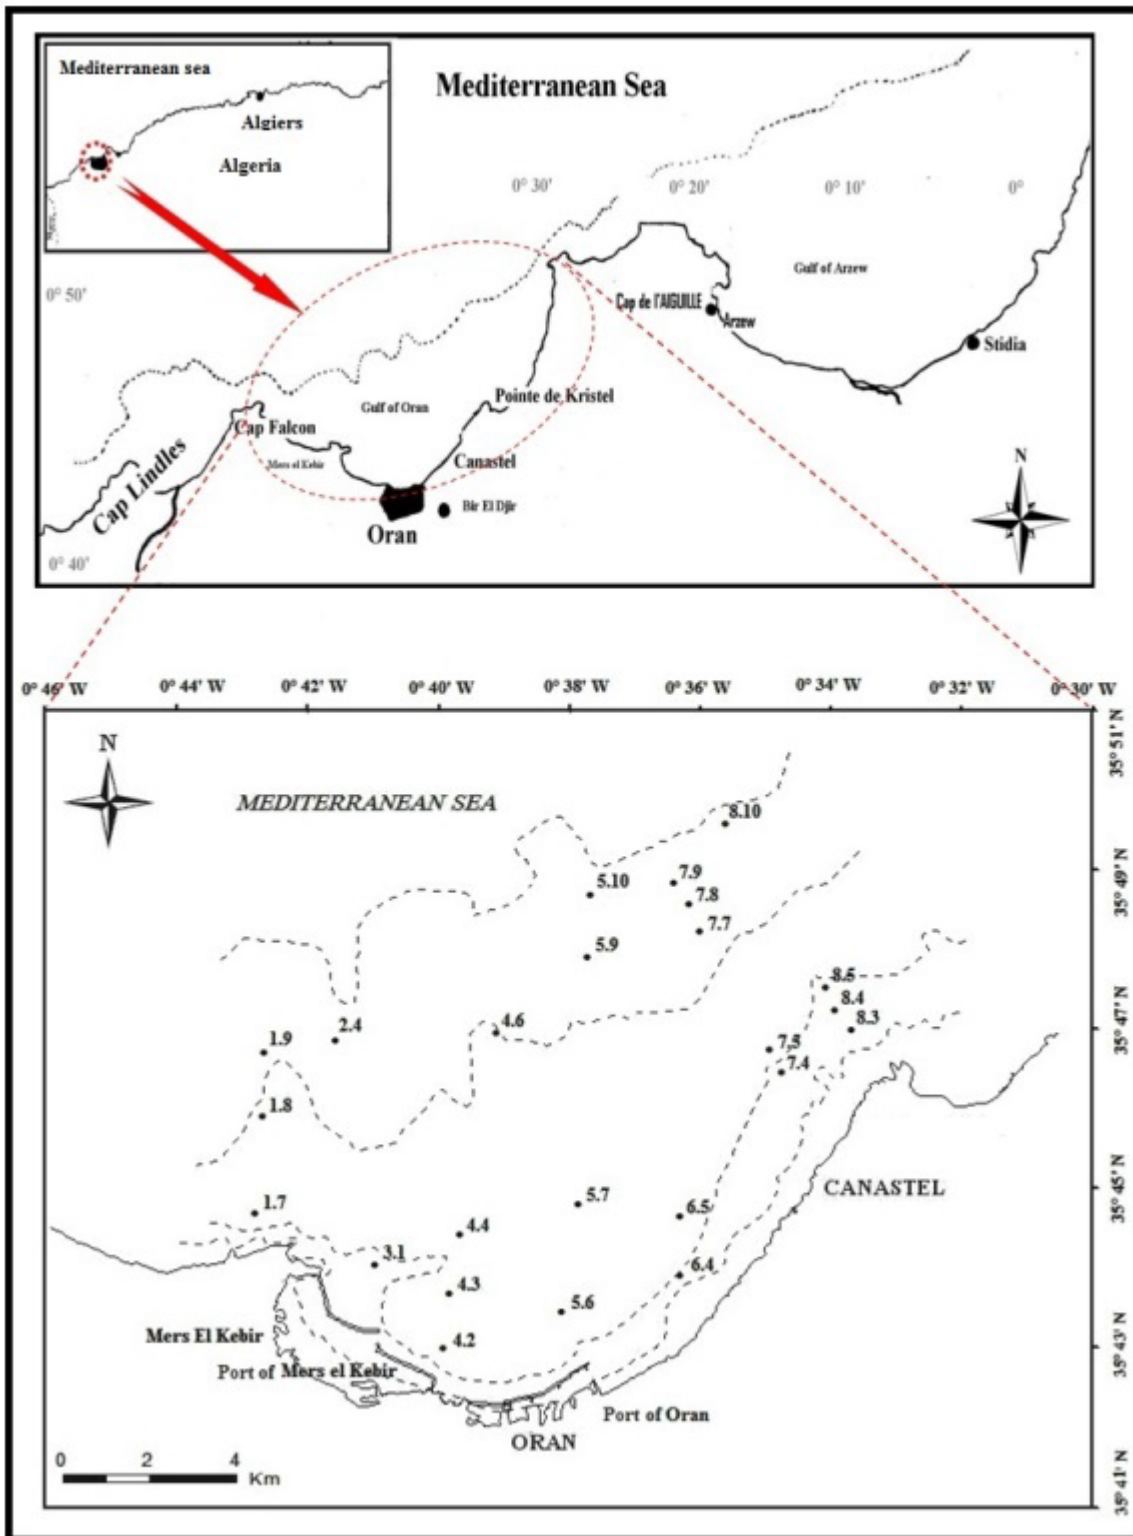 Mediterranean sea
Algiers
Algeria
Mediterranean Sea
0° 30'
0° 20'
0° 10'
0°
0° 50'
Gulf of Arzew
Cap de l'AIGUILLE
Arzew
Stidia
Pointe de Kristel
Gulf of Oran
Cap Falcon
Mers el Kebir
Canastel
Cap Lindles
Bir El Djir
Oran
N
0° 40'
0° 46' W
0° 44' W
0° 42' W
0° 40' W
0° 38' W
0° 36' W
0° 34' W
0° 32' W
0° 30' W
35° 51' N
N
MEDITERRANEAN SEA
8.10
35° 49' N
7.9
5.10
7.8
7.7
5.9
8.5
8.4
8.3
35° 47' N
4.6
2.4
1.9
7.5
7.4
1.8
35° 45' N
CANASTEL
5.7
1.7
6.5
4.4
3.1
6.4
4.3
5.6
35° 43' N
Mers El Kebir
4.2
Port of Mers el Kebir
Port of Oran
ORAN
0 2 4
Km
35° 41' N